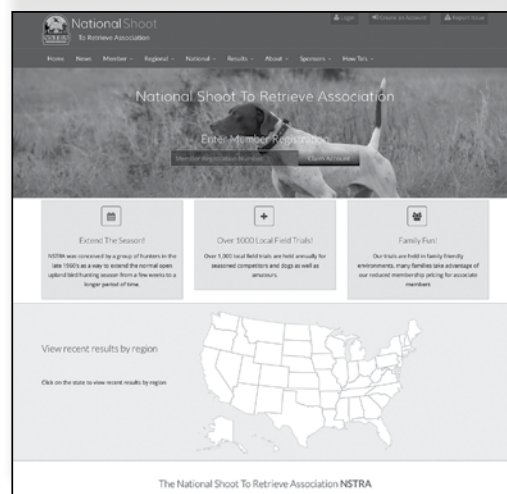 National Shoot
To Retrieve Association
Login
Create an Account
Report Issue
Home News Member Regional National Results About Sponsors How To's
National Shoot To Retrieve Association
Enter Member Registration
Member Registration Number
Claim Account
Extend The Season!
NSTRA was conceived by a group of hunters in the
late 1960's as a way to extend the normal open
upland bird hunting season from a few weeks to a
longer period of time.
Over 1000 Local Field Trials!
Over 1,000 local field trials are held annually for
seasoned competitors and dogs as well as
amateurs.
Family Fun!
Our trials are held in family friendly
environments, many families take advantage of
our reduced membership pricing for associate
members
View recent results by region
Click on the state to view recent results by region
The National Shoot To Retrieve Association NSTRA